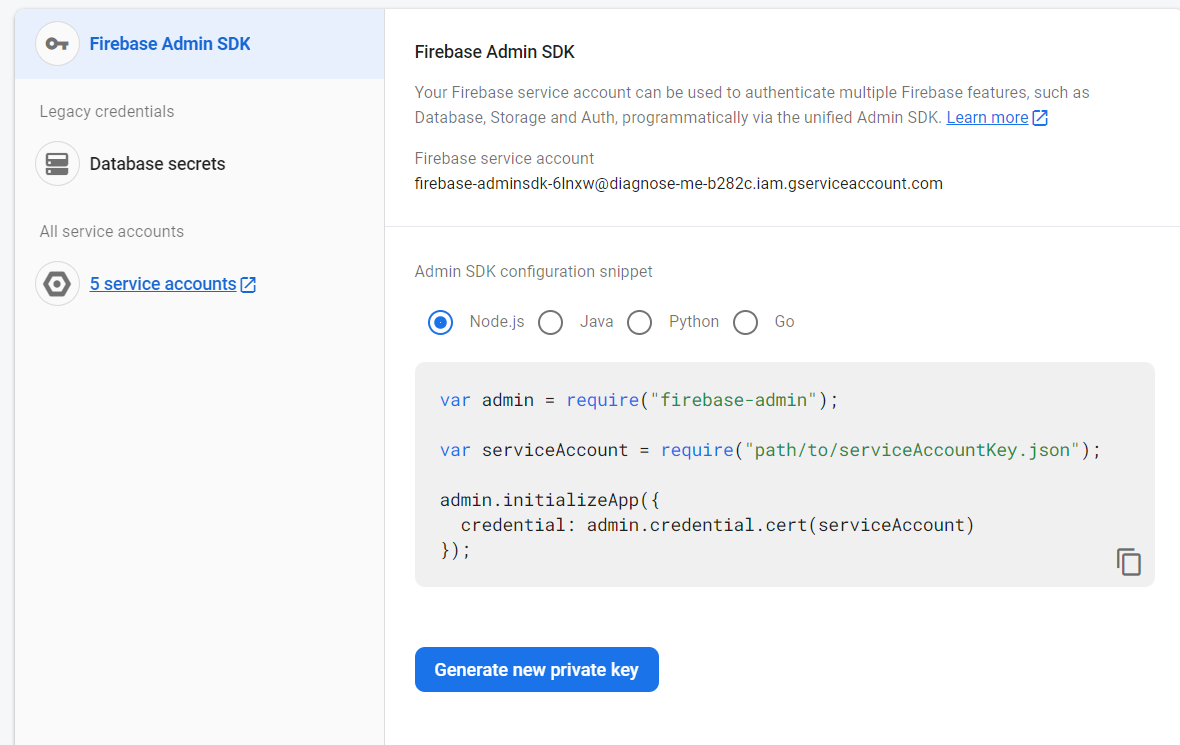 Firebase Admin SDK
Legacy credentials
Database secrets
All service accounts
5 service accounts
Firebase Admin SDK
Your Firebase service account can be used to authenticate multiple Firebase features, such as
Database, Storage and Auth, programmatically via the unified Admin SDK. Learn more
Firebase service account
firebase-adminsdk-6lnxw@diagnose-me-b282c.iam.gserviceaccount.com
Admin SDK configuration snippet
Node.js Java Python Go
var admin = require("firebase-admin");
var serviceAccount = require("path/to/serviceAccountKey.json");
admin.initializeApp({
  credential: admin.credential.cert(serviceAccount)
});
Generate new private key